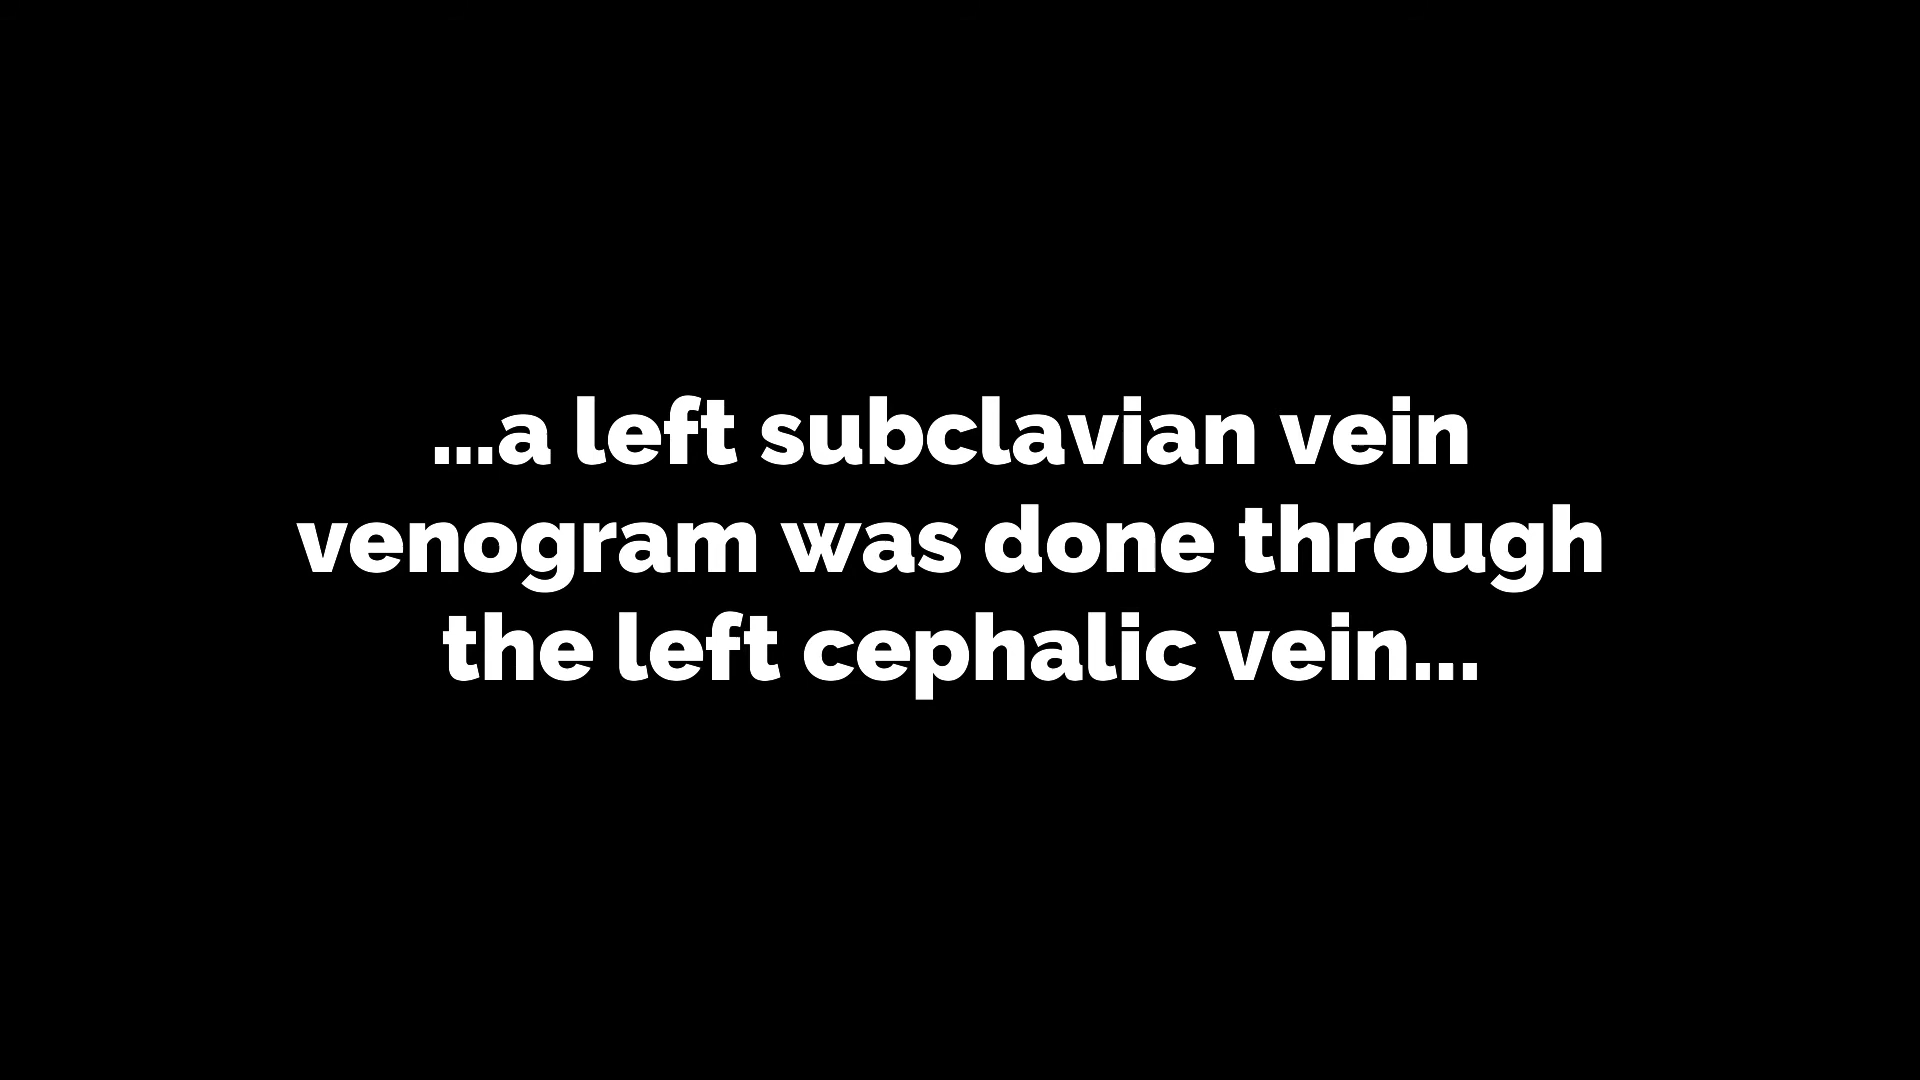 ...a left subclavian vein
venogram was done through
the left cephalic vein...